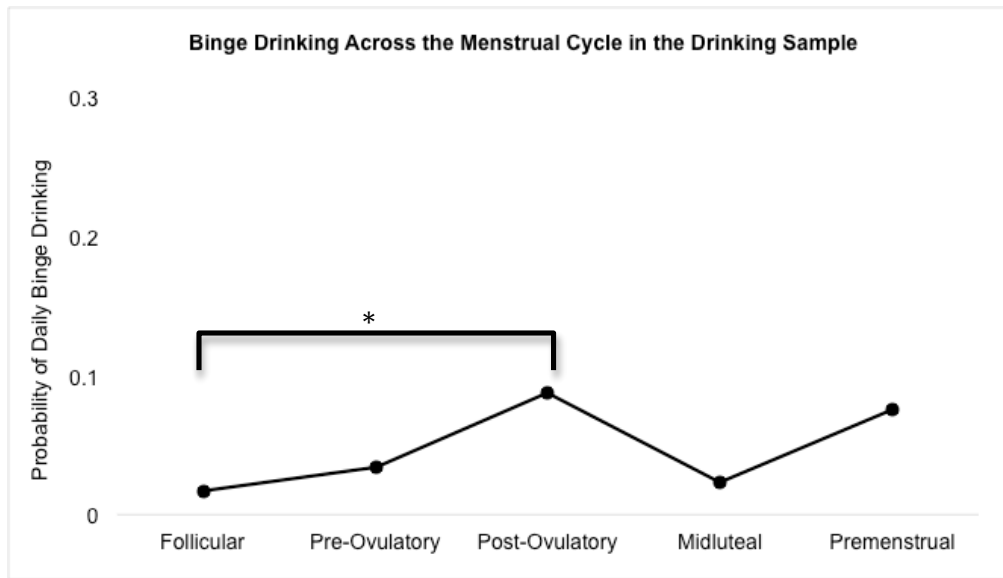 Binge Drinking Across the Menstrual Cycle in the Drinking Sample
Probability of Daily Binge Drinking
0.3
0.2
0.1
0
*
Follicular Pre-Ovulatory Post-Ovulatory Midluteal Premenstrual